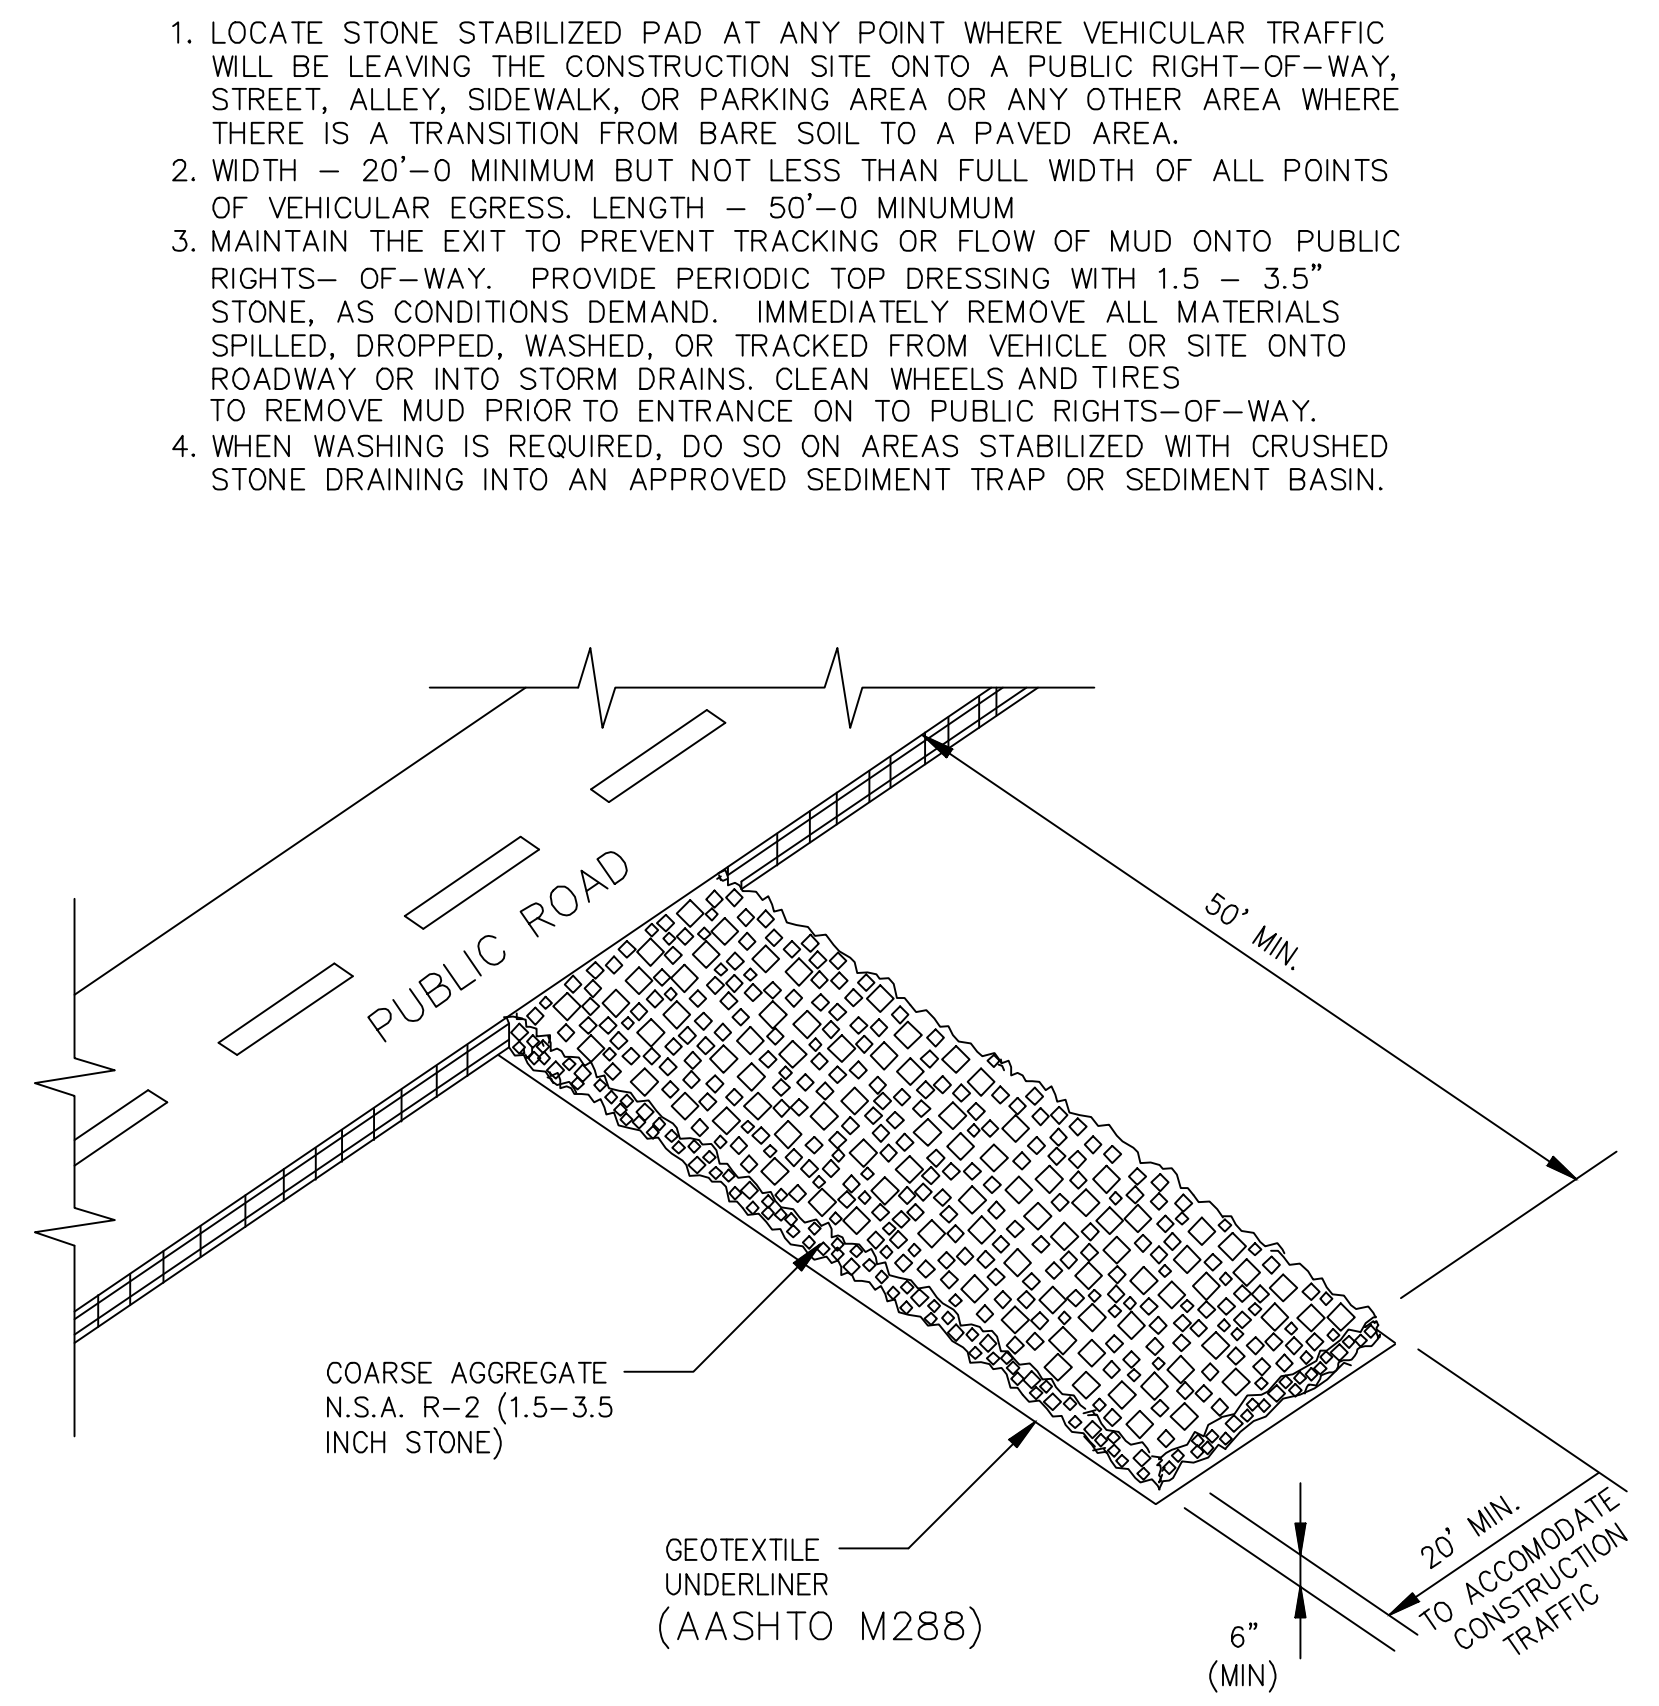 1. LOCATE STONE STABILIZED PAD AT ANY POINT WHERE VEHICULAR TRAFFIC
WILL BE LEAVING THE CONSTRUCTION SITE ONTO A PUBLIC RIGHT–OF–WAY,
STREET, ALLEY, SIDEWALK, OR PARKING AREA OR ANY OTHER AREA WHERE
THERE IS A TRANSITION FROM BARE SOIL TO A PAVED AREA.
2. WIDTH – 20'–0 MINIMUM BUT NOT LESS THAN FULL WIDTH OF ALL POINTS
OF VEHICULAR EGRESS. LENGTH – 50'–0 MINUMUM
3. MAINTAIN THE EXIT TO PREVENT TRACKING OR FLOW OF MUD ONTO PUBLIC
RIGHTS– OF–WAY. PROVIDE PERIODIC TOP DRESSING WITH 1.5 – 3.5"
STONE, AS CONDITIONS DEMAND. IMMEDIATELY REMOVE ALL MATERIALS
SPILLED, DROPPED, WASHED, OR TRACKED FROM VEHICLE OR SITE ONTO
ROADWAY OR INTO STORM DRAINS. CLEAN WHEELS AND TIRES
TO REMOVE MUD PRIOR TO ENTRANCE ON TO PUBLIC RIGHTS–OF–WAY.
4. WHEN WASHING IS REQUIRED, DO SO ON AREAS STABILIZED WITH CRUSHED
STONE DRAINING INTO AN APPROVED SEDIMENT TRAP OR SEDIMENT BASIN.
PUBLIC ROAD
50' MIN.
COARSE AGGREGATE
N.S.A. R–2 (1.5–3.5
INCH STONE)
GEOTEXTILE
UNDERLINER
(AASHTO M288)
6"
(MIN)
20' MIN.
TO ACCOMODATE
CONSTRUCTION
TRAFFIC